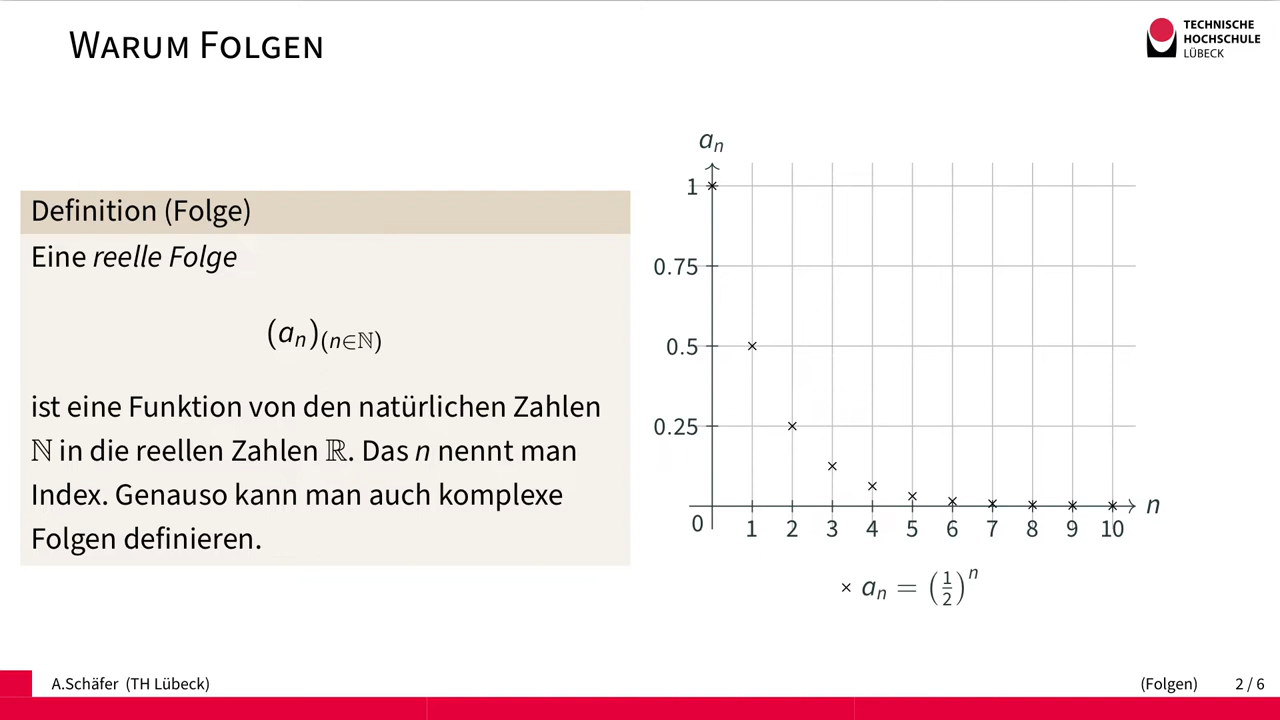 WARUM FOLGEN
TECHNISCHE
HOCHSCHULE
LÜBECK
Definition (Folge)
Eine reelle Folge
(aₙ)₍ₙ∈ℕ₎
ist eine Funktion von den natürlichen Zahlen
ℕ in die reellen Zahlen ℝ. Das n nennt man
Index. Genauso kann man auch komplexe
Folgen definieren.
aₙ
1
0.75
0.5
0.25
0
1 2 3 4 5 6 7 8 9 10
n
× aₙ = (1/2)ⁿ
A.Schäfer (TH Lübeck)
(Folgen) 2 / 6